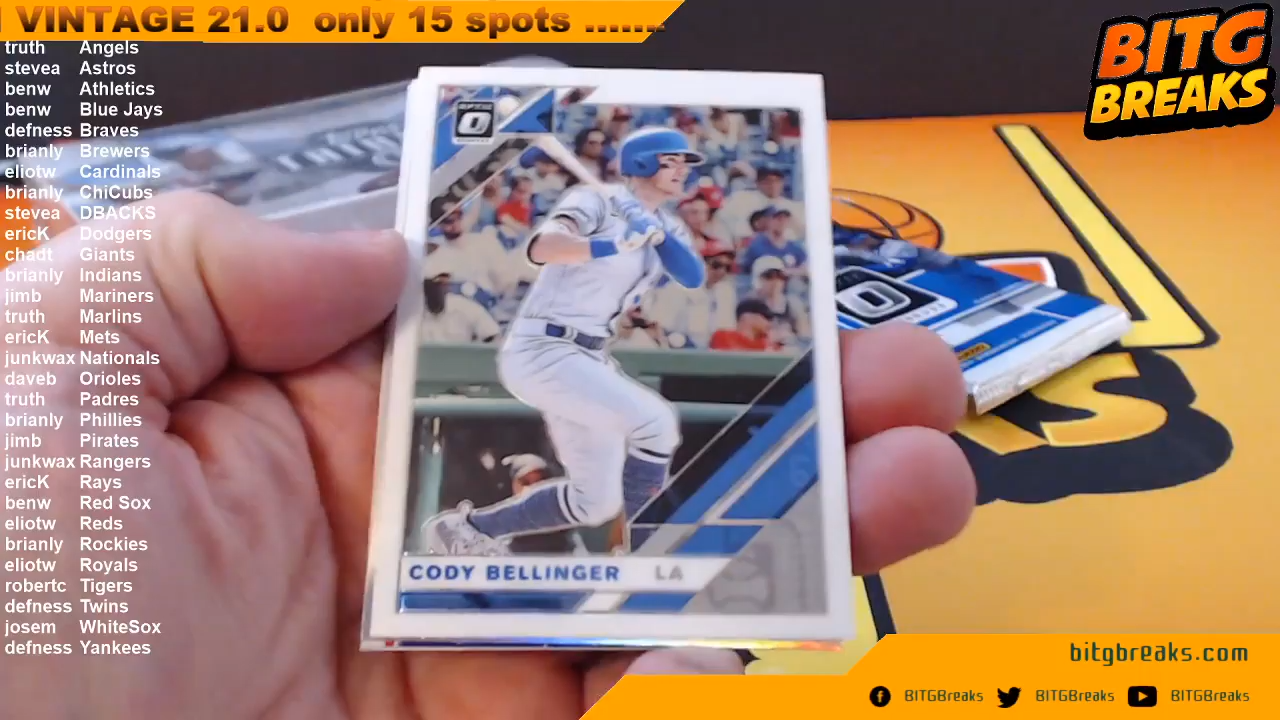 VINTAGE 21.0 only 15 spots ......
BITG
BREAKS
truth Angels
stevea Astros
benw Athletics
benw Blue Jays
defness Braves
brianly Brewers
eliotw Cardinals
brianly ChiCubs
stevea DBACKS
ericK Dodgers
chadt Giants
brianly Indians
jimb Mariners
truth Marlins
ericK Mets
junkwax Nationals
daveb Orioles
truth Padres
brianly Phillies
jimb Pirates
junkwax Rangers
ericK Rays
benw Red Sox
eliotw Reds
brianly Rockies
eliotw Royals
robertc Tigers
defness Twins
josem WhiteSox
defness Yankees
CODY BELLINGER LA
bitgbreaks.com
BITGBreaks BITGBreaks BITGBreaks